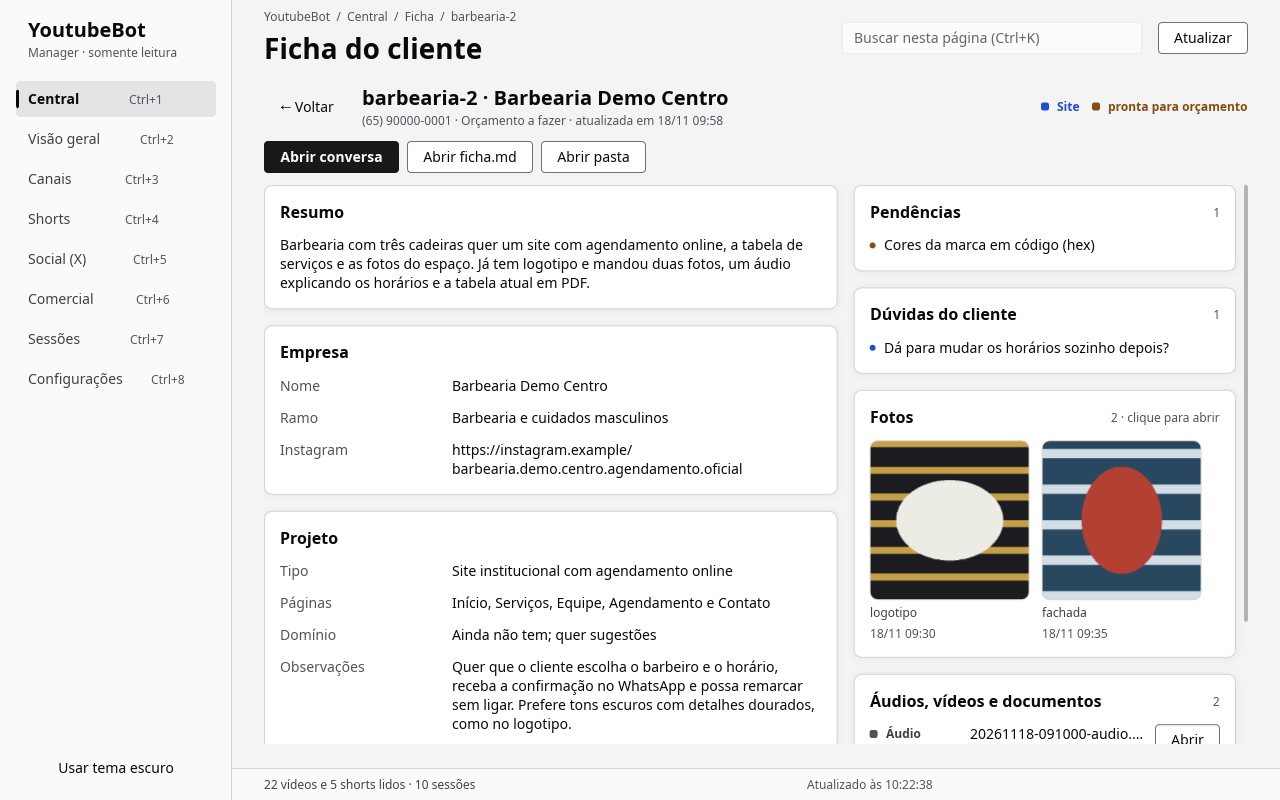 YoutubeBot
Manager · somente leitura
Central Ctrl+1
Visão geral Ctrl+2
Canais Ctrl+3
Shorts Ctrl+4
Social (X) Ctrl+5
Comercial Ctrl+6
Sessões Ctrl+7
Configurações Ctrl+8
Usar tema escuro
YoutubeBot / Central / Ficha / barbearia-2
Ficha do cliente
Buscar nesta página (Ctrl+K)
Atualizar
← Voltar
barbearia-2 · Barbearia Demo Centro
(65) 90000-0001 · Orçamento a fazer · atualizada em 18/11 09:58
Site pronta para orçamento
Abrir conversa Abrir ficha.md Abrir pasta
Resumo
Barbearia com três cadeiras quer um site com agendamento online, a tabela de
serviços e as fotos do espaço. Já tem logotipo e mandou duas fotos, um áudio
explicando os horários e a tabela atual em PDF.
Empresa
Nome Barbearia Demo Centro
Ramo Barbearia e cuidados masculinos
Instagram https://instagram.example/
barbearia.demo.centro.agendamento.oficial
Projeto
Tipo Site institucional com agendamento online
Páginas Início, Serviços, Equipe, Agendamento e Contato
Domínio Ainda não tem; quer sugestões
Observações Quer que o cliente escolha o barbeiro e o horário,
receba a confirmação no WhatsApp e possa remarcar
sem ligar. Prefere tons escuros com detalhes dourados,
como no logotipo.
Pendências 1
Cores da marca em código (hex)
Dúvidas do cliente 1
Dá para mudar os horários sozinho depois?
Fotos 2 · clique para abrir
logotipo fachada
18/11 09:30 18/11 09:35
Áudios, vídeos e documentos 2
Áudio 20261118-091000-audio.... Abrir
22 vídeos e 5 shorts lidos · 10 sessões
Atualizado às 10:22:38